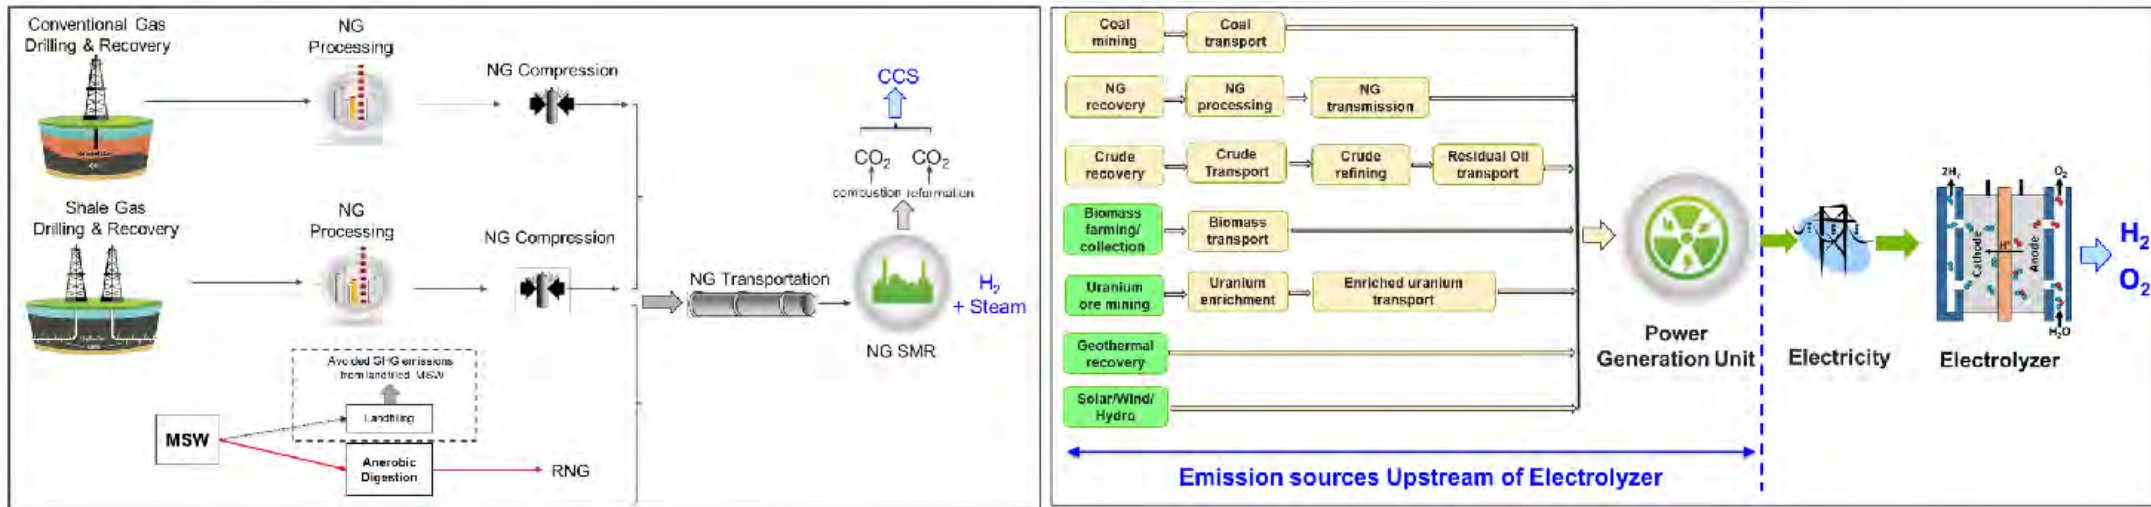 Conventional Gas
Drilling & Recovery
NG
Processing
NG Compression
CCS
CO2 CO2
combustion reformation
Shale Gas
Drilling & Recovery
NG
Processing
NG Compression
NG Transportation
H2
+ Steam
NG SMR
Avoided GHG emissions
from landfilled MSW
Landfilling
MSW
Anerobic
Digestion
RNG
Coal
mining
Coal
transport
NG
recovery
NG
processing
NG
transmission
Crude
recovery
Crude
Transport
Crude
refining
Residual Oil
transport
Biomass
farming/
collection
Biomass
transport
Uranium
ore mining
Uranium
enrichment
Enriched uranium
transport
Geothermal
recovery
Solar/Wind/
Hydro
Emission sources Upstream of Electrolyzer
Power
Generation Unit
Electricity
2H2
O2
Cathode
H+
Anode
H2O
Electrolyzer
H2
O2